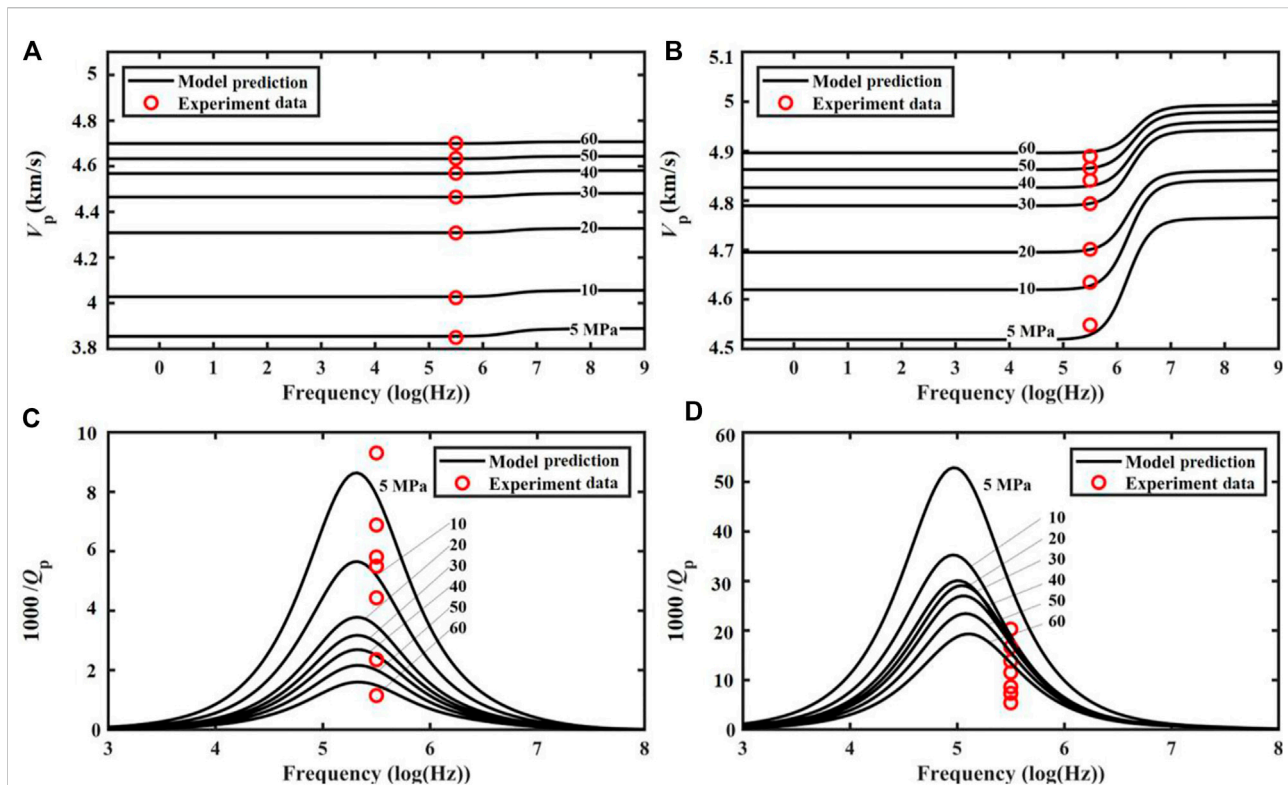 A
5
4.8
4.6
4.4
4.2
4
3.8
Vp (km/s)
Model prediction
Experiment data
60
50
40
30
20
10
5 MPa
0 1 2 3 4 5 6 7 8 9
Frequency (log(Hz))
B
5.1
5
4.9
4.8
4.7
4.6
4.5
Vp (km/s)
Model prediction
Experiment data
60
50
40
30
20
10
5 MPa
0 1 2 3 4 5 6 7 8 9
Frequency (log(Hz))
C
10
8
6
4
2
0
1000 /Qp
Model prediction
Experiment data
5 MPa
10
20
30
40
50
60
3 4 5 6 7 8
Frequency (log(Hz))
D
60
50
40
30
20
10
0
1000 /Qp
Model prediction
Experiment data
5 MPa
10
20
30
40
50
60
3 4 5 6 7 8
Frequency (log(Hz))